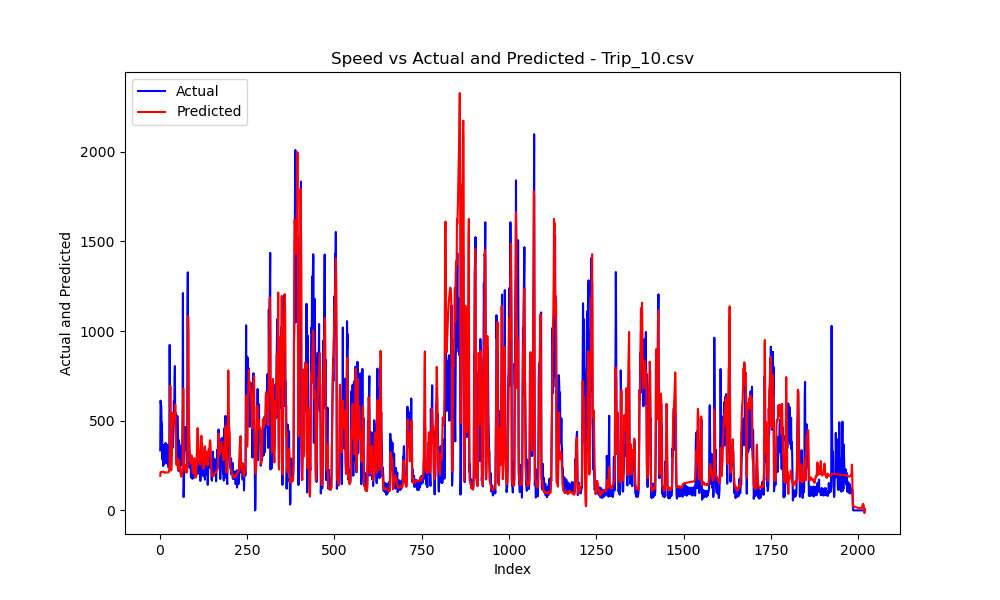 Speed vs Actual and Predicted - Trip_10.csv
Actual
Predicted
2000
1500
1000
500
0
Actual and Predicted
0 250 500 750 1000 1250 1500 1750 2000
Index